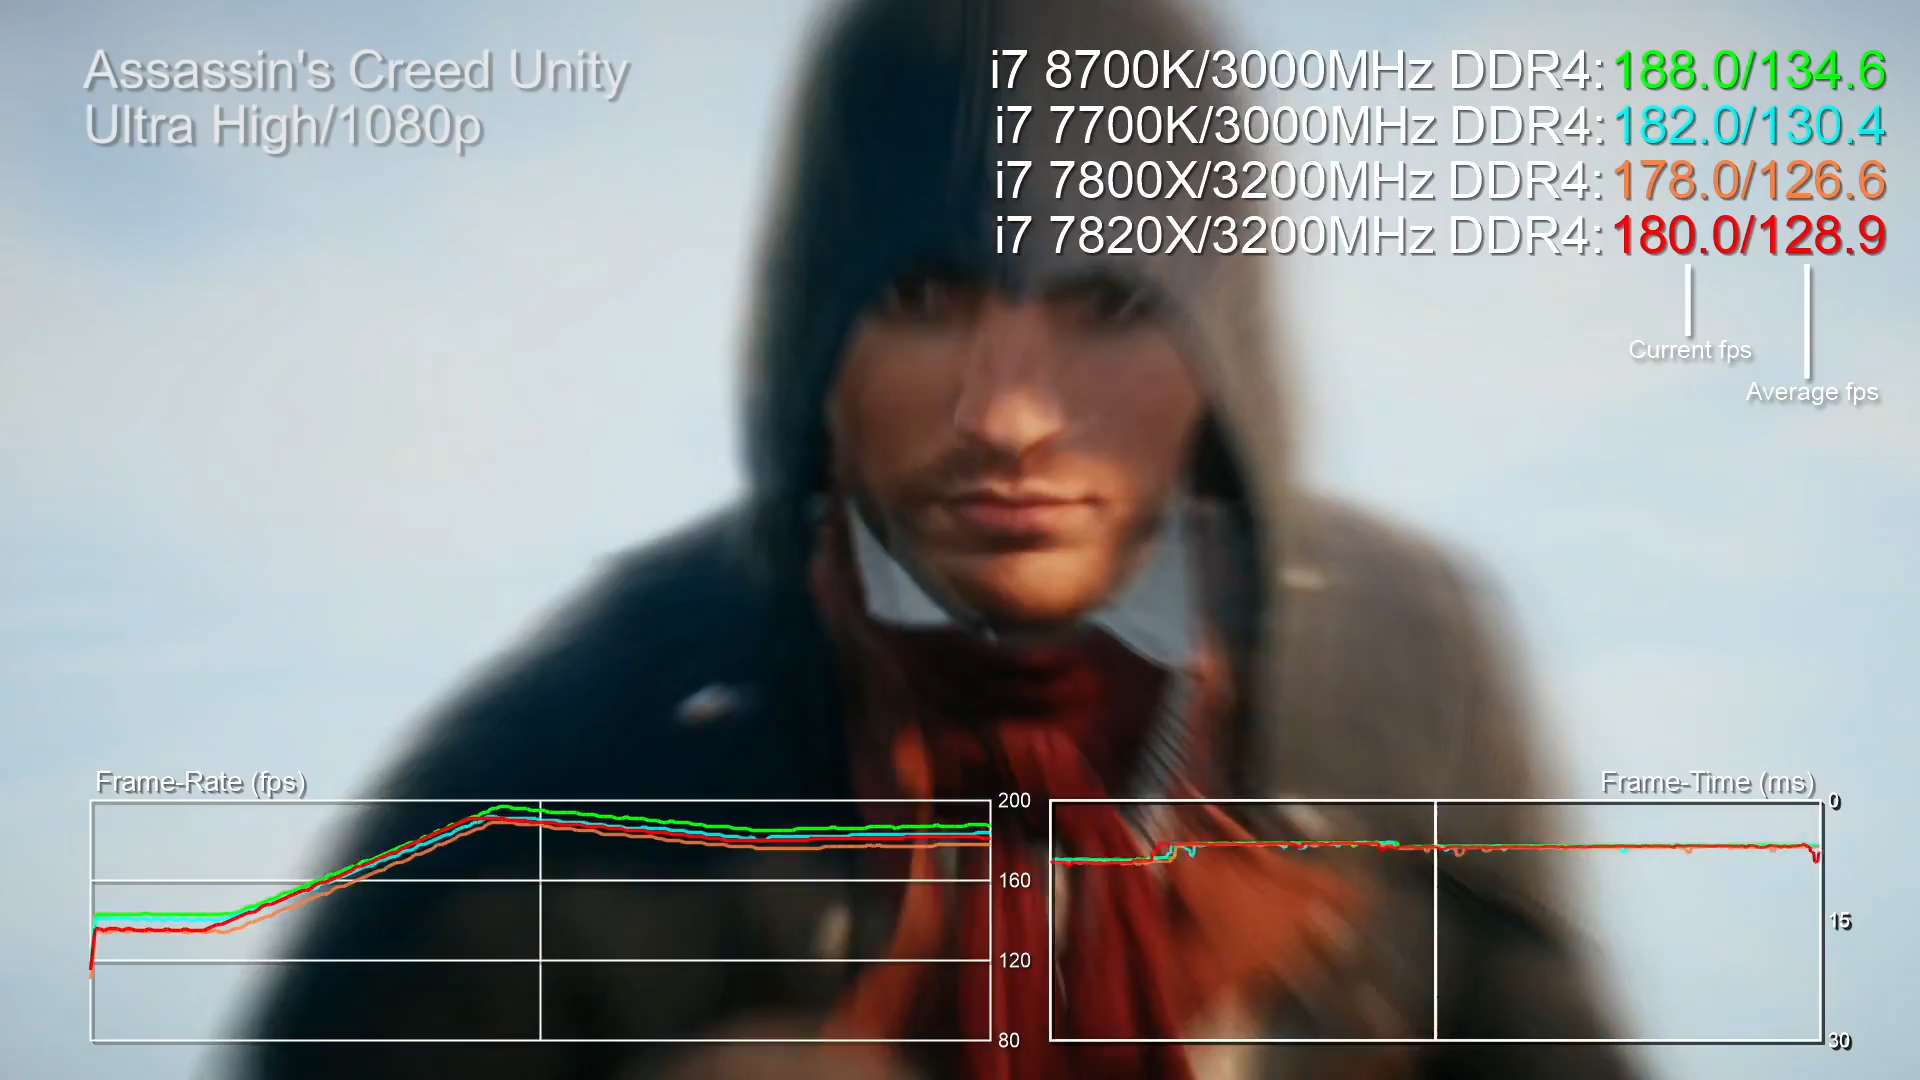 Assassin's Creed Unity
Ultra High/1080p
i7 8700K/3000MHz DDR4: 188.0/134.6
i7 7700K/3000MHz DDR4: 182.0/130.4
i7 7800X/3200MHz DDR4: 178.0/126.6
i7 7820X/3200MHz DDR4: 180.0/128.9
Current fps
Average fps
Frame-Rate (fps)
200
160
120
80
Frame-Time (ms)
0
15
30